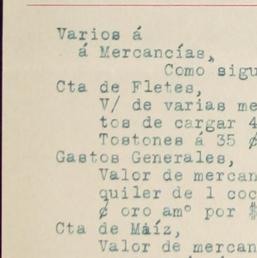 Varios á
á Mercancías,
Como sigu
Cta de Fletes,
V/ de varias me
tos de cargar 4
Tostones á 35 ¢
Gastos Generales,
Valor de mercan
quiler de 1 coc
¢ oro amº por $
Cta de Maíz,
Valor de mercan